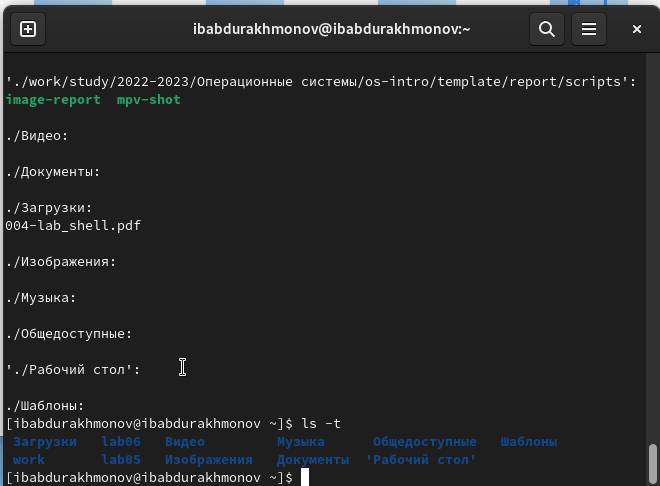 ibabdurakhmonov@ibabdurakhmonov:~
'./work/study/2022-2023/Операционные системы/os-intro/template/report/scripts':
image-report  mpv-shot
./Видео:
./Документы:
./Загрузки:
004-lab_shell.pdf
./Изображения:
./Музыка:
./Общедоступные:
'./Рабочий стол':
./Шаблоны:
[ibabdurakhmonov@ibabdurakhmonov ~]$ ls -t
Загрузки   lab06   Видео         Музыка      Общедоступные   Шаблоны
work       lab05   Изображения   Документы  'Рабочий стол'
[ibabdurakhmonov@ibabdurakhmonov ~]$